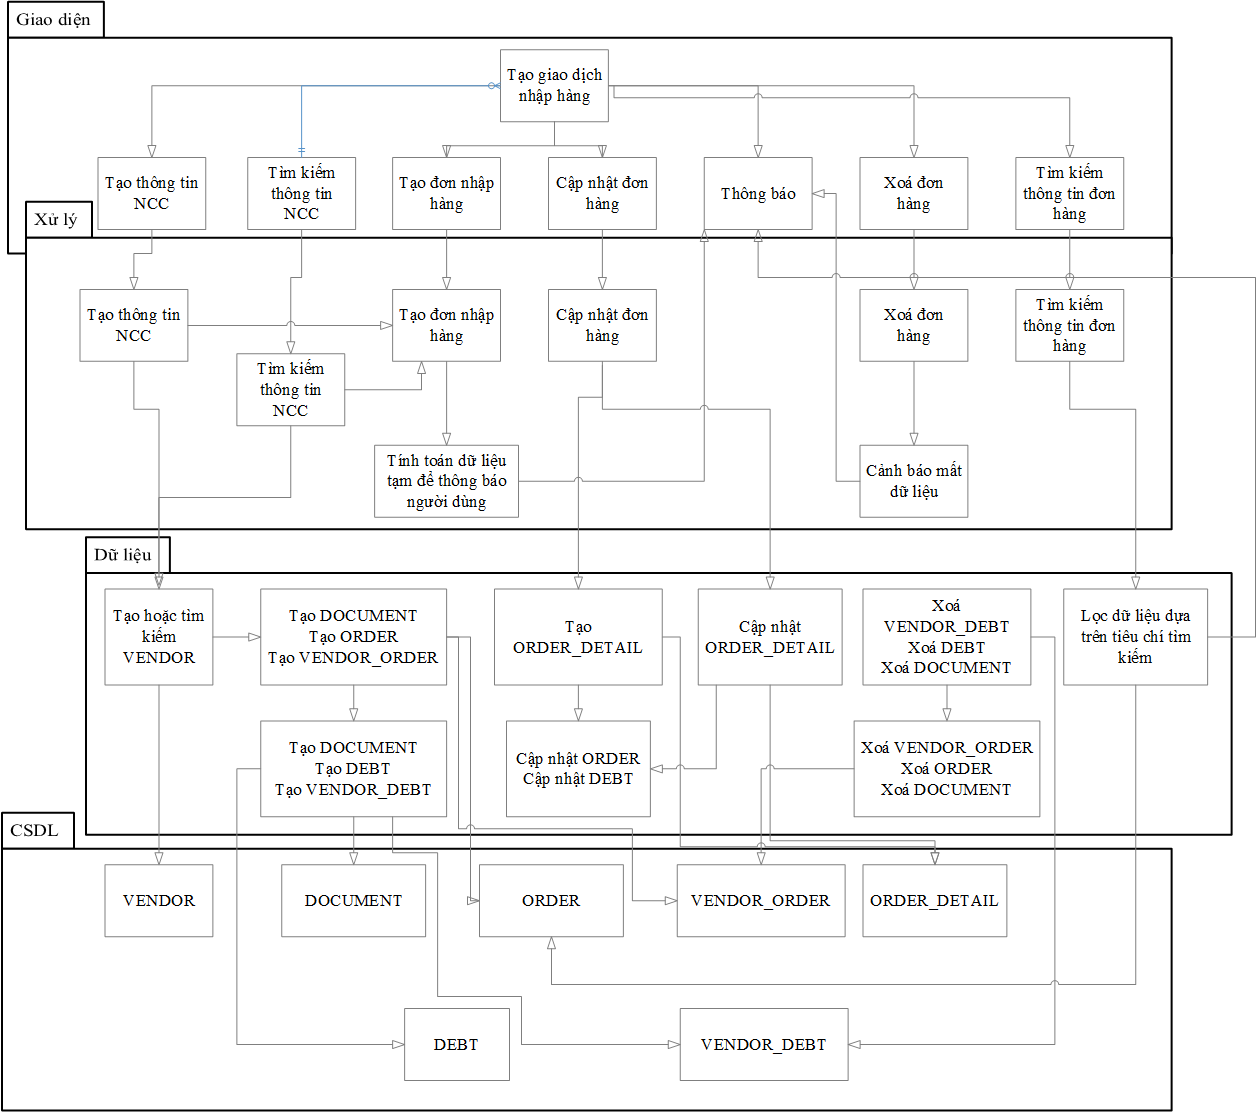 Giao diện
Tạo giao dịch
nhập hàng
Tạo thông tin
NCC
Tìm kiếm
thông tin
NCC
Tạo đơn nhập
hàng
Cập nhật đơn
hàng
Thông báo
Xoá đơn
hàng
Tìm kiếm
thông tin đơn
hàng
Xử lý
Tạo thông tin
NCC
Tìm kiếm
thông tin
NCC
Tạo đơn nhập
hàng
Cập nhật đơn
hàng
Xoá đơn
hàng
Tìm kiếm
thông tin đơn
hàng
Tính toán dữ liệu
tạm để thông báo
người dùng
Cảnh báo mất
dữ liệu
Dữ liệu
Tạo hoặc tìm
kiếm
VENDOR
Tạo DOCUMENT
Tạo ORDER
Tạo VENDOR_ORDER
Tạo
ORDER_DETAIL
Cập nhật
ORDER_DETAIL
Xoá
VENDOR_DEBT
Xoá DEBT
Xoá DOCUMENT
Lọc dữ liệu dựa
trên tiêu chí tìm
kiếm
Tạo DOCUMENT
Tạo DEBT
Tạo VENDOR_DEBT
Cập nhật ORDER
Cập nhật DEBT
Xoá VENDOR_ORDER
Xoá ORDER
Xoá DOCUMENT
CSDL
VENDOR
DOCUMENT
ORDER
VENDOR_ORDER
ORDER_DETAIL
DEBT
VENDOR_DEBT